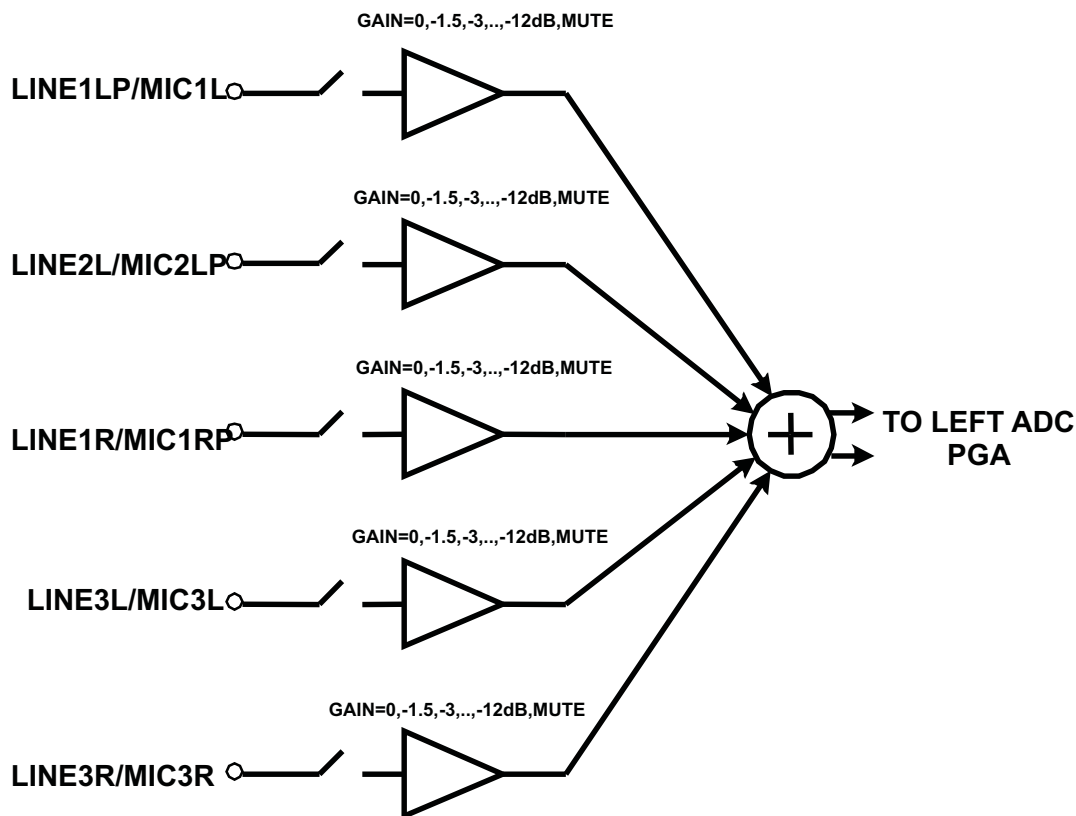 GAIN=0,-1.5,-3,..,-12dB,MUTE
LINE1LP/MIC1L
GAIN=0,-1.5,-3,..,-12dB,MUTE
LINE2L/MIC2LP
GAIN=0,-1.5,-3,..,-12dB,MUTE
LINE1R/MIC1RP
TO LEFT ADC
PGA
GAIN=0,-1.5,-3,..,-12dB,MUTE
LINE3L/MIC3L
GAIN=0,-1.5,-3,..,-12dB,MUTE
LINE3R/MIC3R